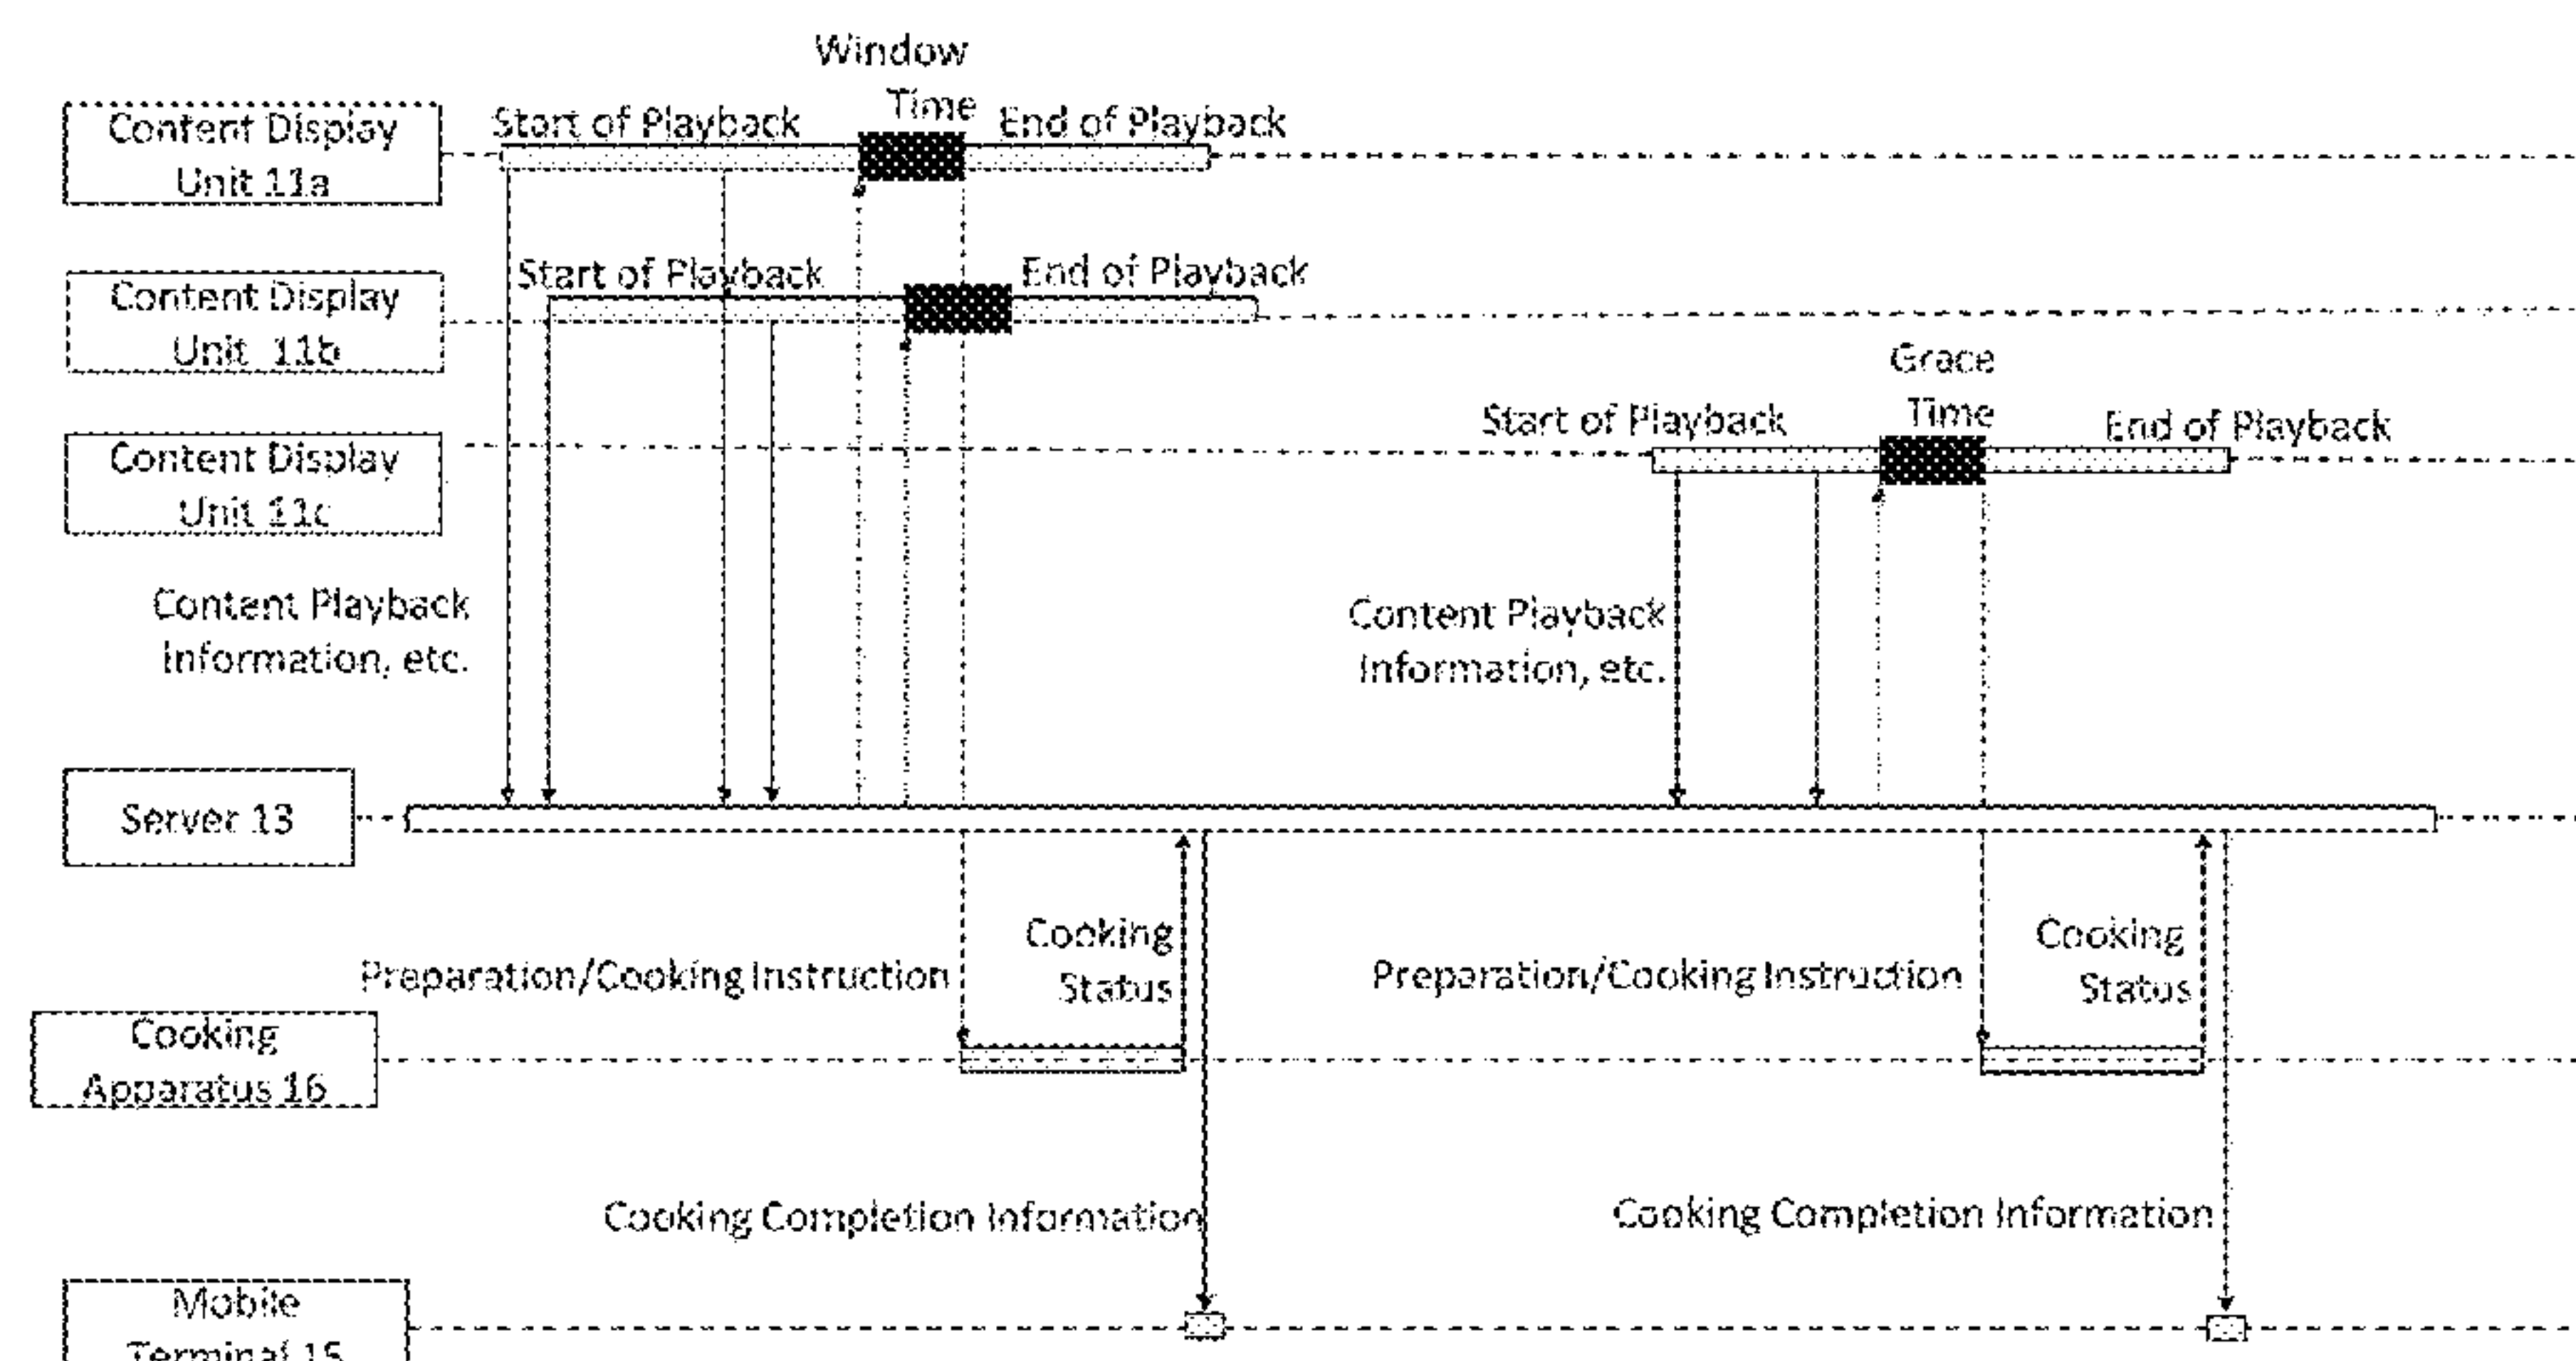 Window
Time
Start of Playback
End of Playback
Content Display
Unit 11a
Start of Playback
End of Playback
Content Display
Unit 11b
Grace
Time
Start of Playback
End of Playback
Content Display
Unit 11c
Content Playback
Information, etc.
Content Playback
Information, etc.
Server 13
Cooking
Status
Preparation/Cooking Instruction
Cooking
Status
Preparation/Cooking Instruction
Cooking
Apparatus 16
Cooking Completion Information
Cooking Completion Information
Mobile
Terminal 15